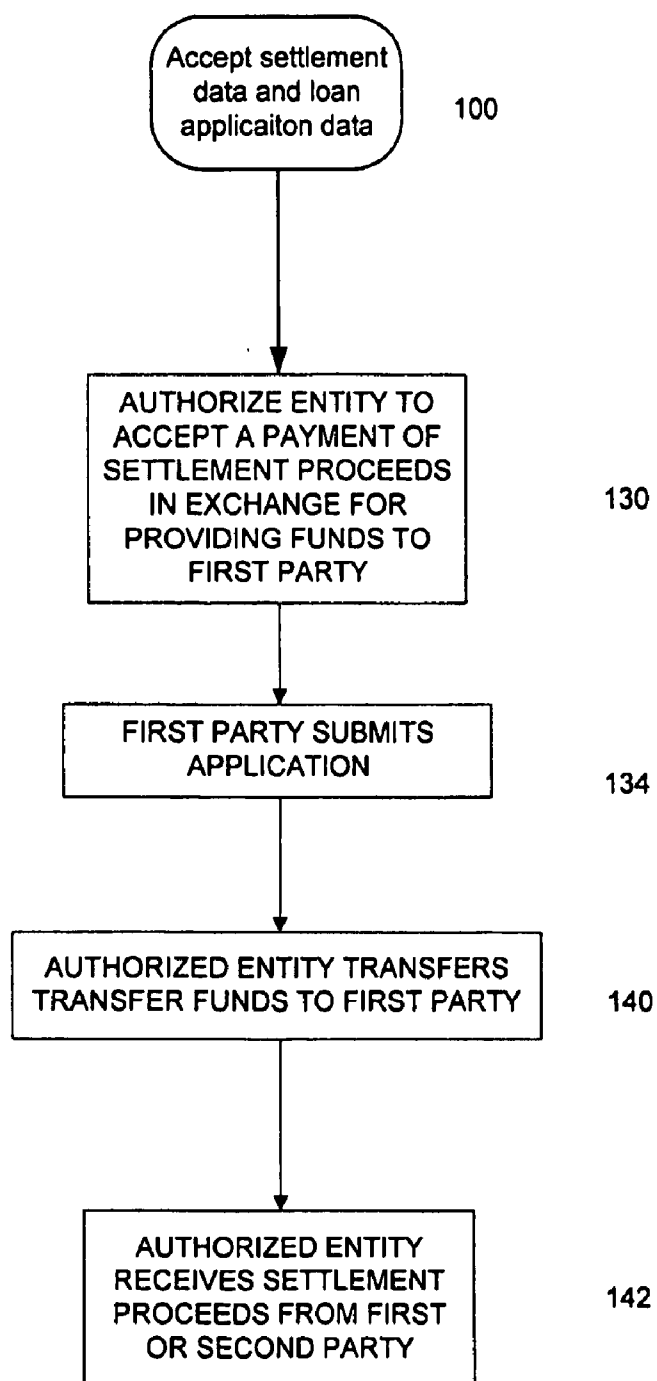 Accept settlement
data and loan
applicaiton data
100
AUTHORIZE ENTITY TO
ACCEPT A PAYMENT OF
SETTLEMENT PROCEEDS
IN EXCHANGE FOR
PROVIDING FUNDS TO
FIRST PARTY
130
FIRST PARTY SUBMITS
APPLICATION
134
AUTHORIZED ENTITY TRANSFERS
TRANSFER FUNDS TO FIRST PARTY
140
AUTHORIZED ENTITY
RECEIVES SETTLEMENT
PROCEEDS FROM FIRST
OR SECOND PARTY
142